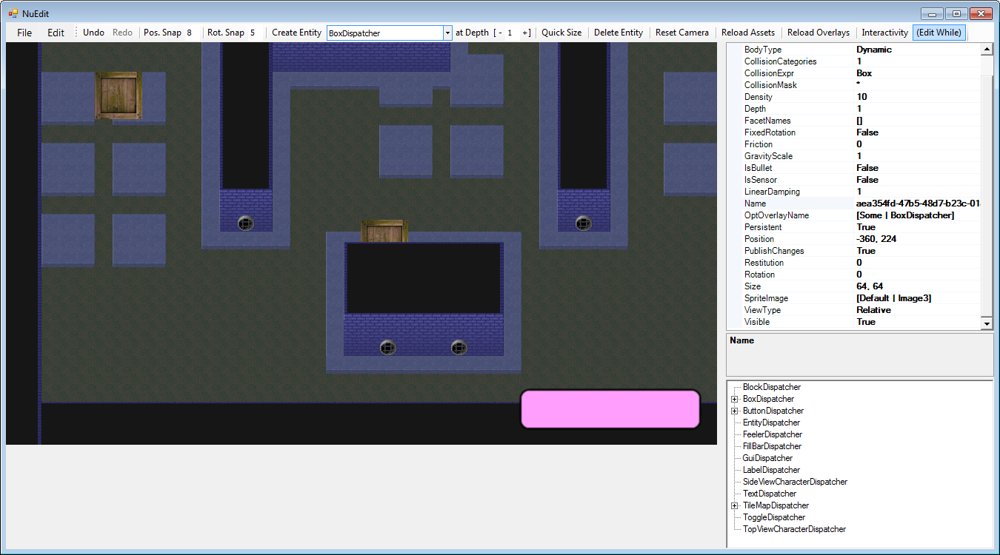 NuEdit
File Edit Undo Redo Pos. Snap 8 Rot. Snap 5 Create Entity BoxDispatcher at Depth [ - 1 +] Quick Size Delete Entity Reset Camera Reload Assets Reload Overlays Interactivity (Edit While)
BodyType Dynamic
CollisionCategories 1
CollisionExpr Box
CollisionMask *
Density 10
Depth 1
FacetNames []
FixedRotation False
Friction 0
GravityScale 1
IsBullet False
IsSensor False
LinearDamping 1
Name aea354fd-47b5-48d7-b23c-01
OptOverlayName [Some | BoxDispatcher]
Persistent True
Position -360, 224
PublishChanges True
Restitution 0
Rotation 0
Size 64, 64
SpriteImage [Default | Image3]
ViewType Relative
Visible True
Name
BlockDispatcher
BoxDispatcher
ButtonDispatcher
EntityDispatcher
FeelerDispatcher
FillBarDispatcher
GuiDispatcher
LabelDispatcher
SideViewCharacterDispatcher
TextDispatcher
TileMapDispatcher
ToggleDispatcher
TopViewCharacterDispatcher